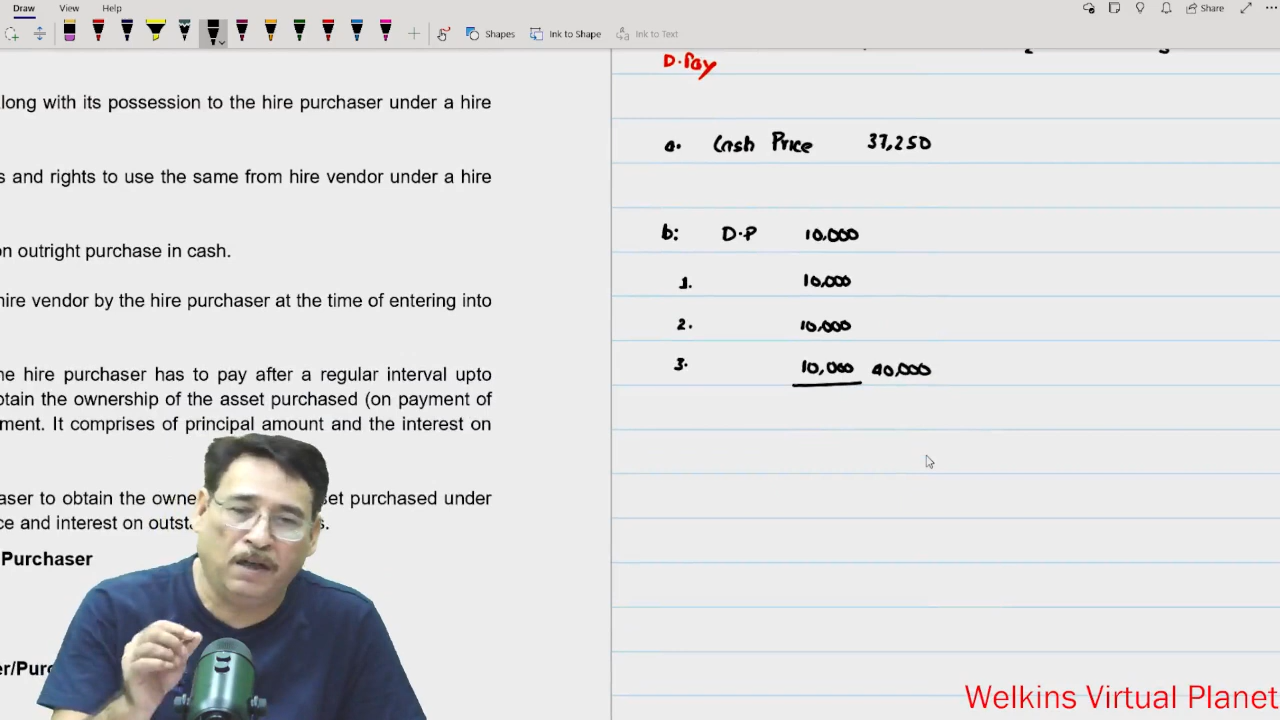 Draw View Help
Share
Shapes Ink to Shape Ink to Text
along with its possession to the hire purchaser under a hire
s and rights to use the same from hire vendor under a hire
on outright purchase in cash.
hire vendor by the hire purchaser at the time of entering into
he hire purchaser has to pay after a regular interval upto
btain the ownership of the asset purchased (on payment of
ment. It comprises of principal amount and the interest on
aser to obtain the owne set purchased under
ce and interest on outsta s.
Purchaser
er/Purc
D.Pay
a. Cash Price 37,250
b: D.P 10,000
1. 10,000
2. 10,000
3. 10,000 40,000
Welkins Virtual Planet